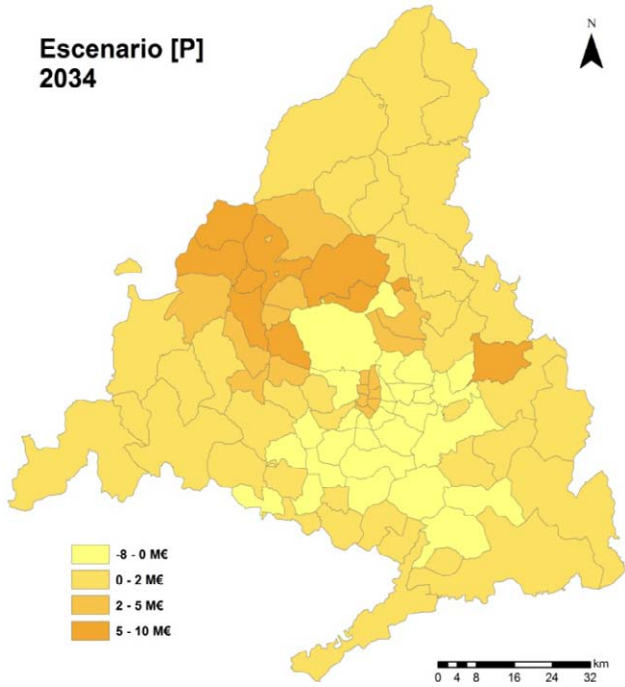 Escenario [P]
2034
N
-8 - 0 M€
0 - 2 M€
2 - 5 M€
5 - 10 M€
km
0 4 8 16 24 32